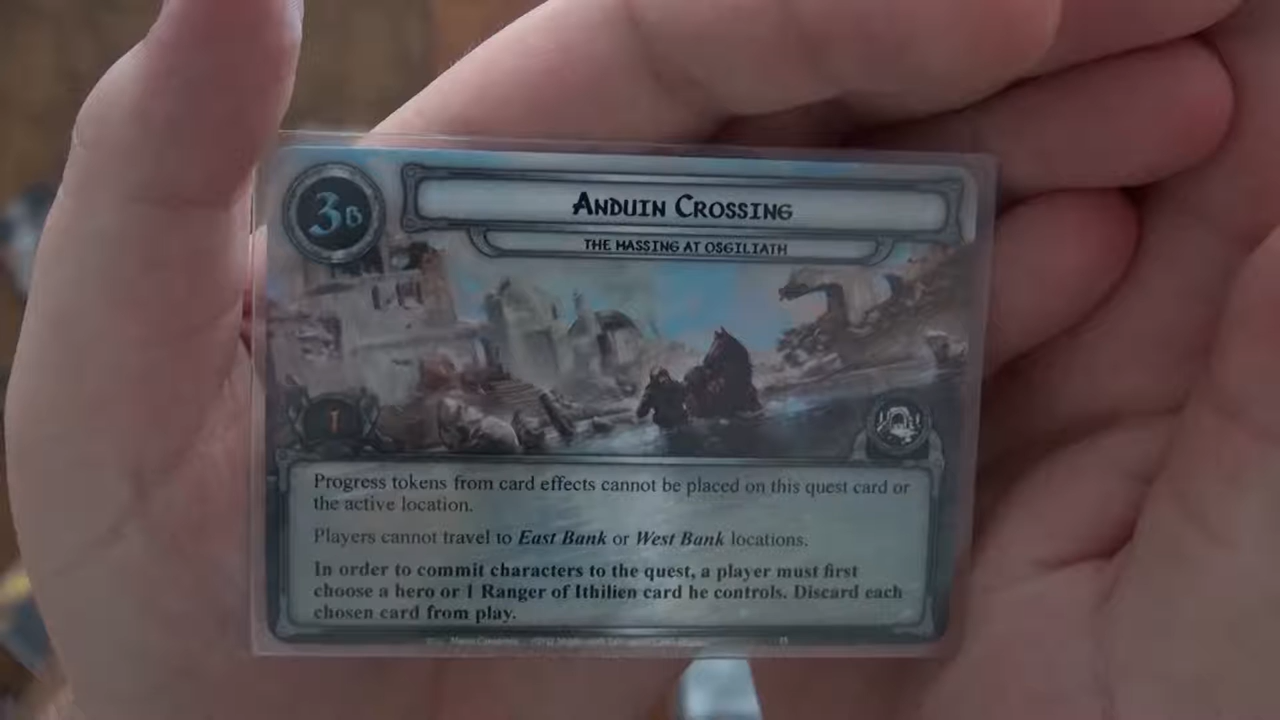 3B
ANDUIN CROSSING
THE MASSING AT OSGILIATH
1
Progress tokens from card effects cannot be placed on this quest card or
the active location.
Players cannot travel to East Bank or West Bank locations.
In order to commit characters to the quest, a player must first
choose a hero or 1 Ranger of Ithilien card he controls. Discard each
chosen card from play.